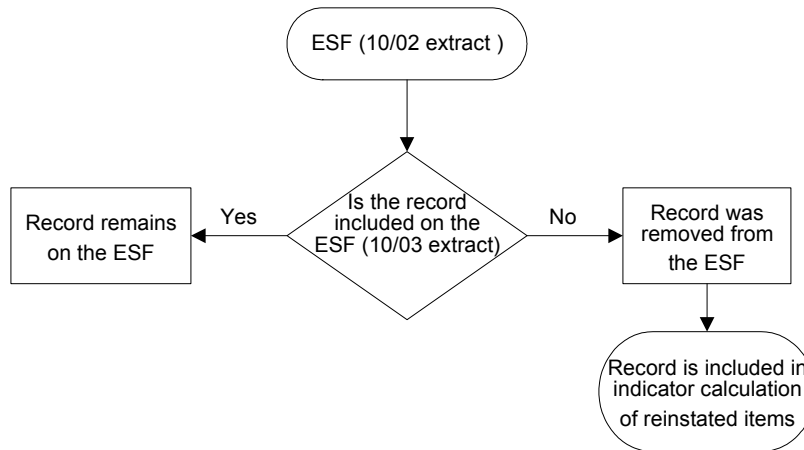 ESF (10/02 extract )
Is the record
included on the
ESF (10/03 extract)
Yes
No
Record remains
on the ESF
Record was
removed from
the ESF
Record is included in
indicator calculation
of reinstated items